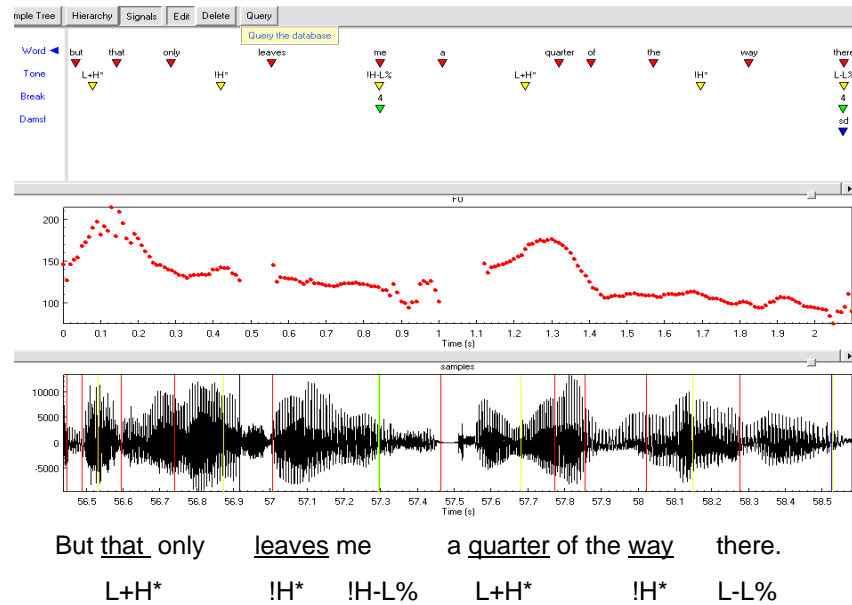 mple Tree Hierarchy Signals Edit Delete Query
Query the database
Word but that only leaves me a quarter of the way there
Tone L+H* !H* !H-L% L+H* !H* L-L%
Break 4 4
Damsl sd
F0
200
150
100
0 0.1 0.2 0.3 0.4 0.5 0.6 0.7 0.8 0.9 1 1.1 1.2 1.3 1.4 1.5 1.6 1.7 1.8 1.9 2
Time (s)
samples
10000
5000
0
-5000
56.5 56.6 56.7 56.8 56.9 57 57.1 57.2 57.3 57.4 57.5 57.6 57.7 57.8 57.9 58 58.1 58.2 58.3 58.4 58.5
Time (s)
But that only leaves me a quarter of the way there.
L+H* !H* !H-L% L+H* !H* L-L%